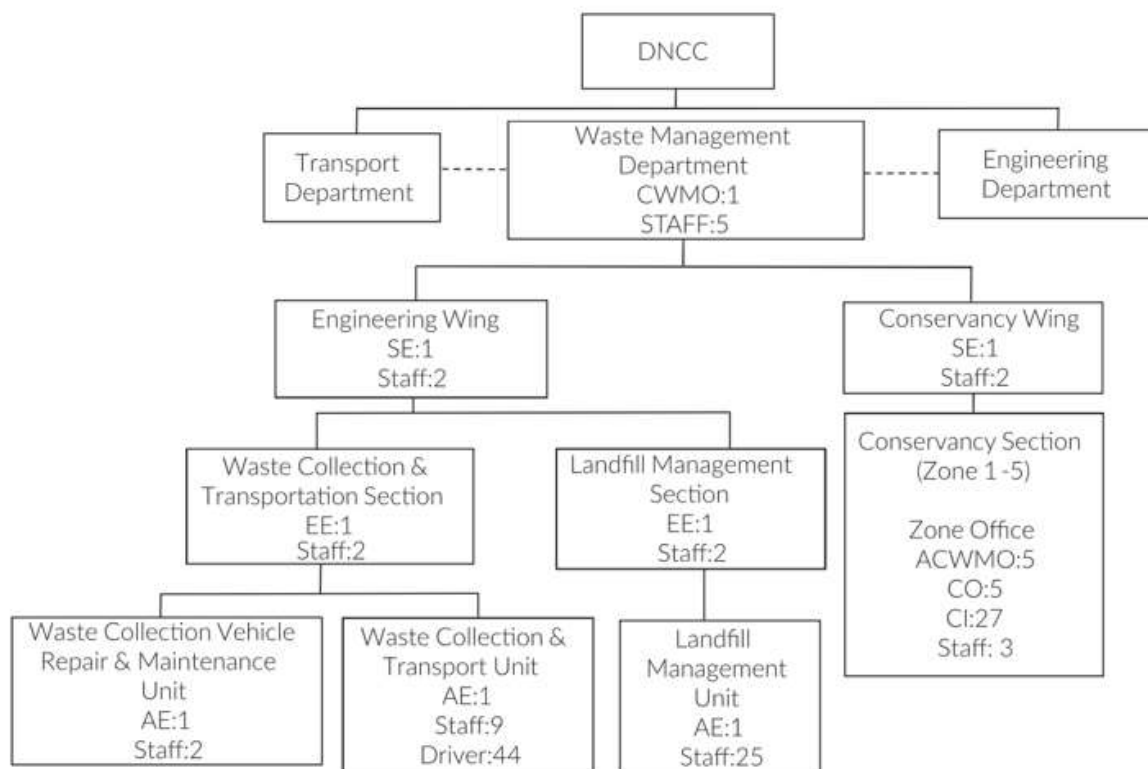 DNCC
Transport
Department
Waste Management
Department
CWMO:1
STAFF:5
Engineering
Department
Engineering Wing
SE:1
Staff:2
Conservancy Wing
SE:1
Staff:2
Waste Collection &
Transportation Section
EE:1
Staff:2
Landfill Management
Section
EE:1
Staff:2
Conservancy Section
(Zone 1 -5)
Zone Office
ACWMO:5
CO:5
CI:27
Staff: 3
Waste Collection Vehicle
Repair & Maintenance
Unit
AE:1
Staff:2
Waste Collection &
Transport Unit
AE:1
Staff:9
Driver:44
Landfill
Management
Unit
AE:1
Staff:25